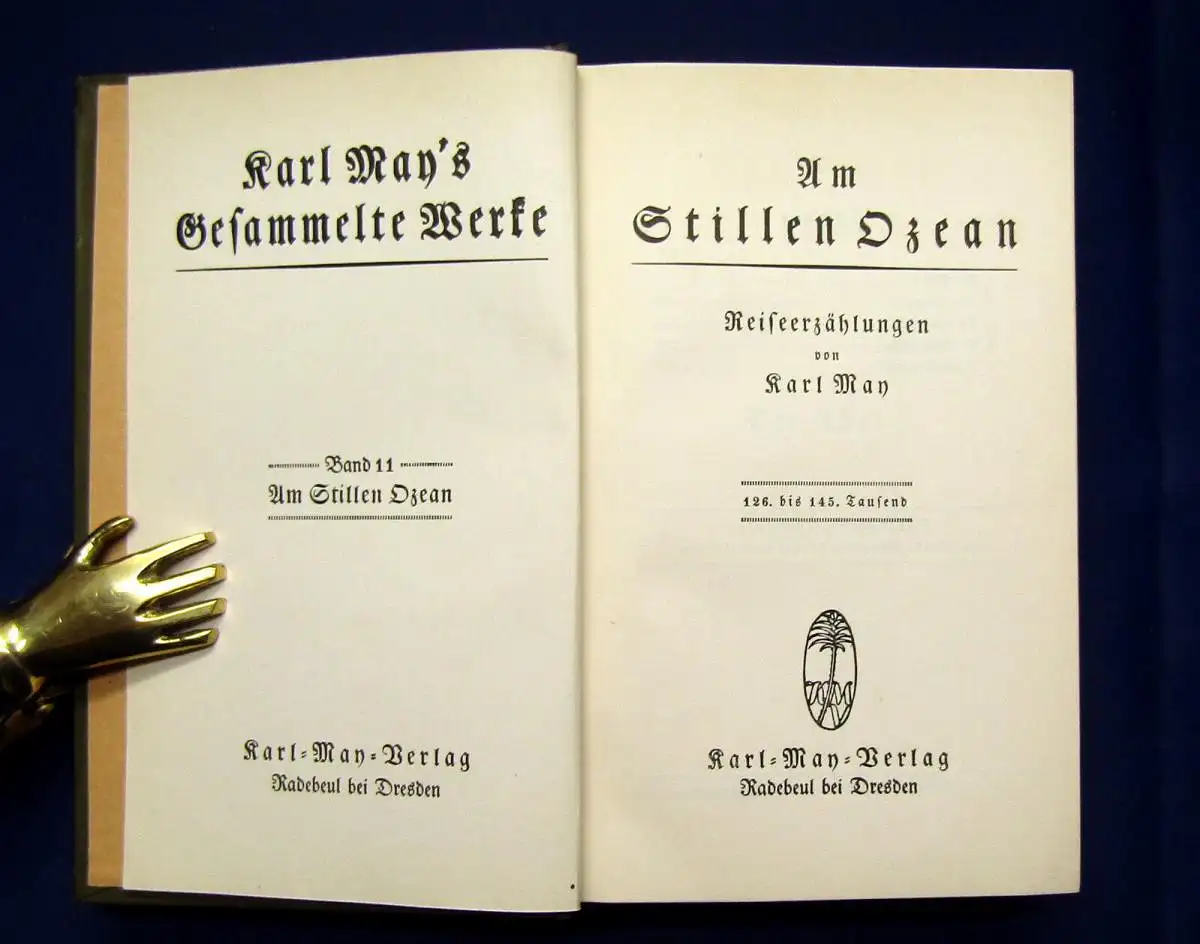 Karl May's
Geſammelte Werke
Band 11
Am Stillen Ozean
Karl-May-Verlag
Radebeul bei Dresden
Am
Stillen Ozean
Reiſeerzählungen
von
Karl May
126. bis 145. Tauſend
Karl-May-Verlag
Radebeul bei Dresden